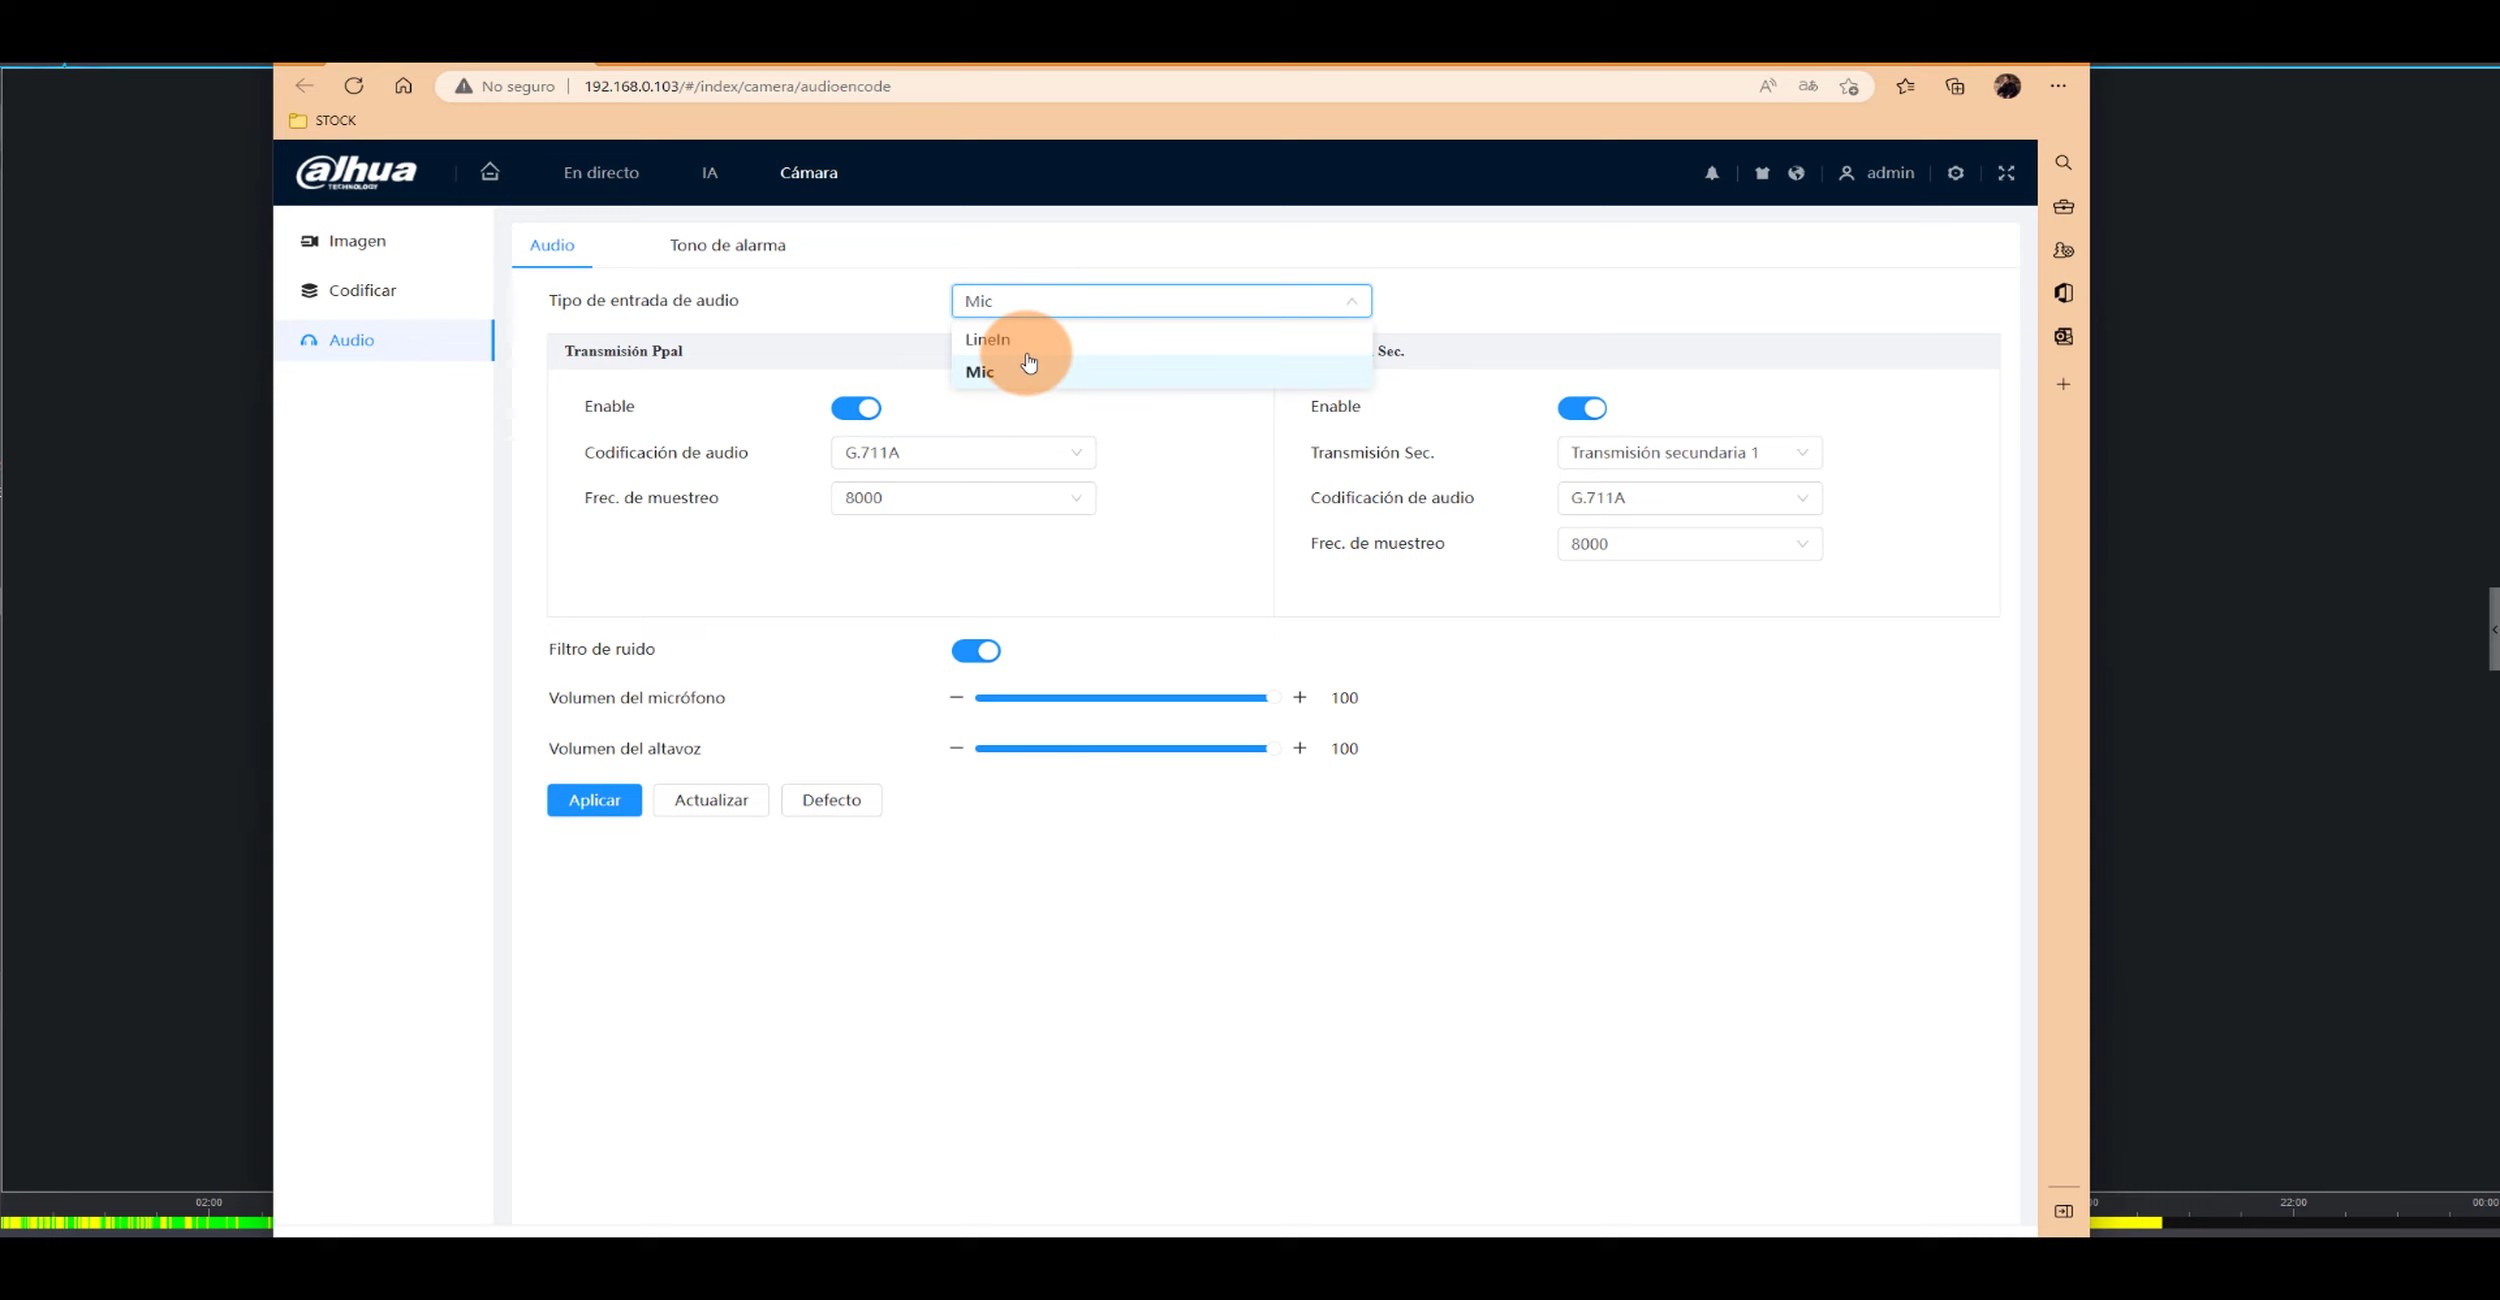 No seguro | 192.168.0.103/#/index/camera/audioencode
STOCK
alhua
TECHNOLOGY
En directo
IA
Cámara
admin
Imagen
Codificar
Audio
Audio
Tono de alarma
Tipo de entrada de audio
Mic
LineIn
Mic
Transmisión Ppal
Sec.
Enable
Codificación de audio
G.711A
Frec. de muestreo
8000
Enable
Transmisión Sec.
Transmisión secundaria 1
Codificación de audio
G.711A
Frec. de muestreo
8000
Filtro de ruido
Volumen del micrófono
100
Volumen del altavoz
100
Aplicar
Actualizar
Defecto
02:00
22:00
00:00